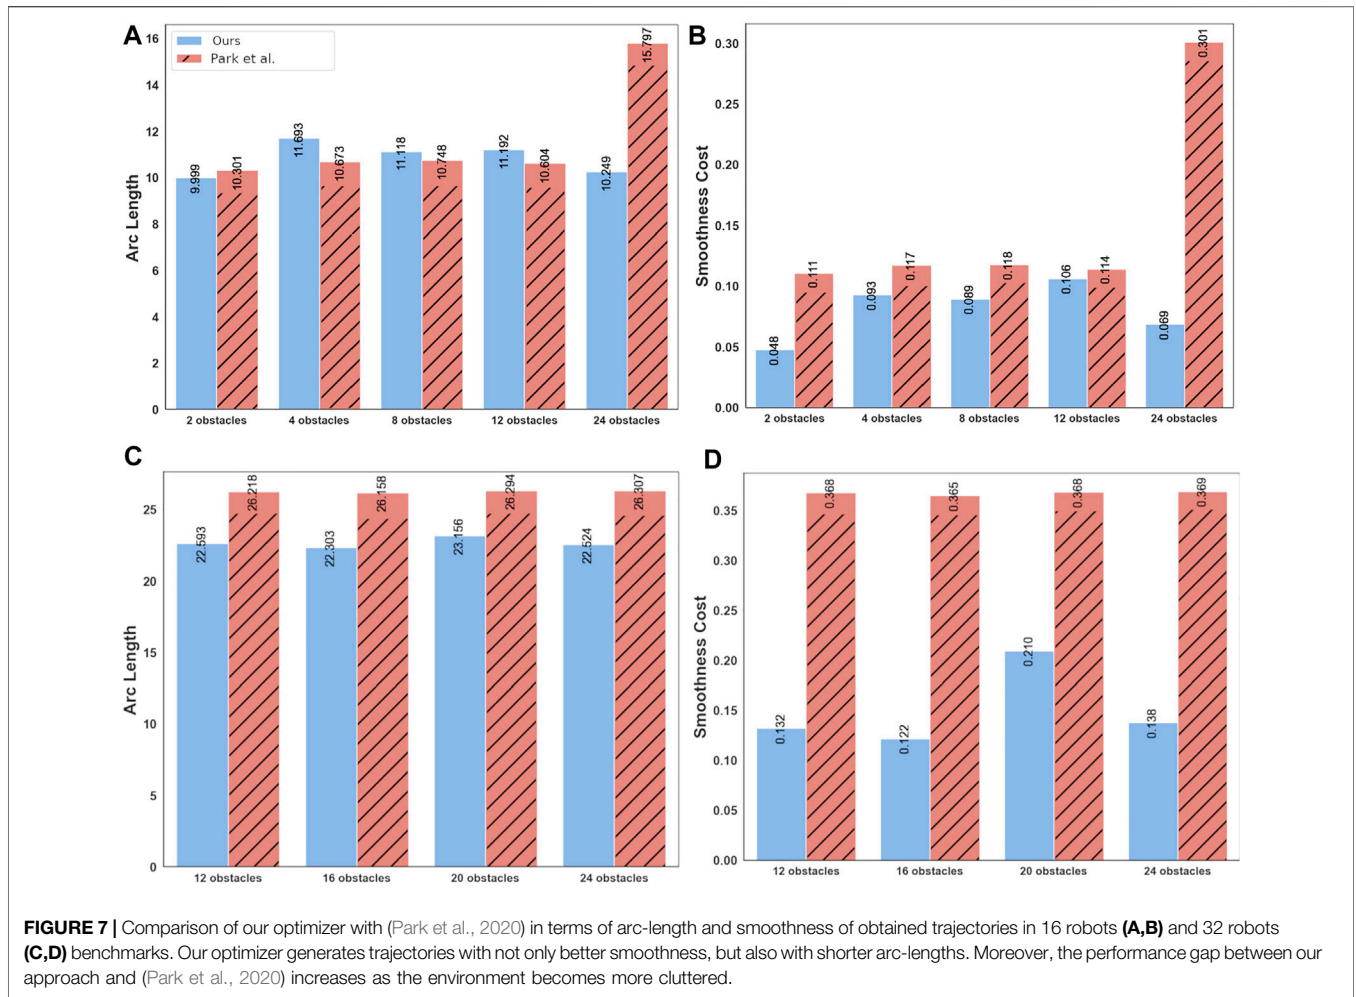 A
16
14
12
10
8
6
4
2
0
Arc Length
Ours
Park et al.
9.999
10.301
11.693
10.673
11.118
10.748
11.192
10.604
10.249
15.797
2 obstacles
4 obstacles
8 obstacles
12 obstacles
24 obstacles
B
0.30
0.25
0.20
0.15
0.10
0.05
0.00
Smoothness Cost
0.048
0.111
0.093
0.117
0.089
0.118
0.106
0.114
0.069
0.301
2 obstacles
4 obstacles
8 obstacles
12 obstacles
24 obstacles
C
25
20
15
10
5
0
Arc Length
22.593
26.218
22.303
26.158
23.156
26.294
22.524
26.307
12 obstacles
16 obstacles
20 obstacles
24 obstacles
D
0.35
0.30
0.25
0.20
0.15
0.10
0.05
0.00
Smoothness Cost
0.132
0.368
0.122
0.365
0.210
0.368
0.138
0.369
12 obstacles
16 obstacles
20 obstacles
24 obstacles
FIGURE 7 | Comparison of our optimizer with (Park et al., 2020) in terms of arc-length and smoothness of obtained trajectories in 16 robots (A,B) and 32 robots
(C,D) benchmarks. Our optimizer generates trajectories with not only better smoothness, but also with shorter arc-lengths. Moreover, the performance gap between our
approach and (Park et al., 2020) increases as the environment becomes more cluttered.